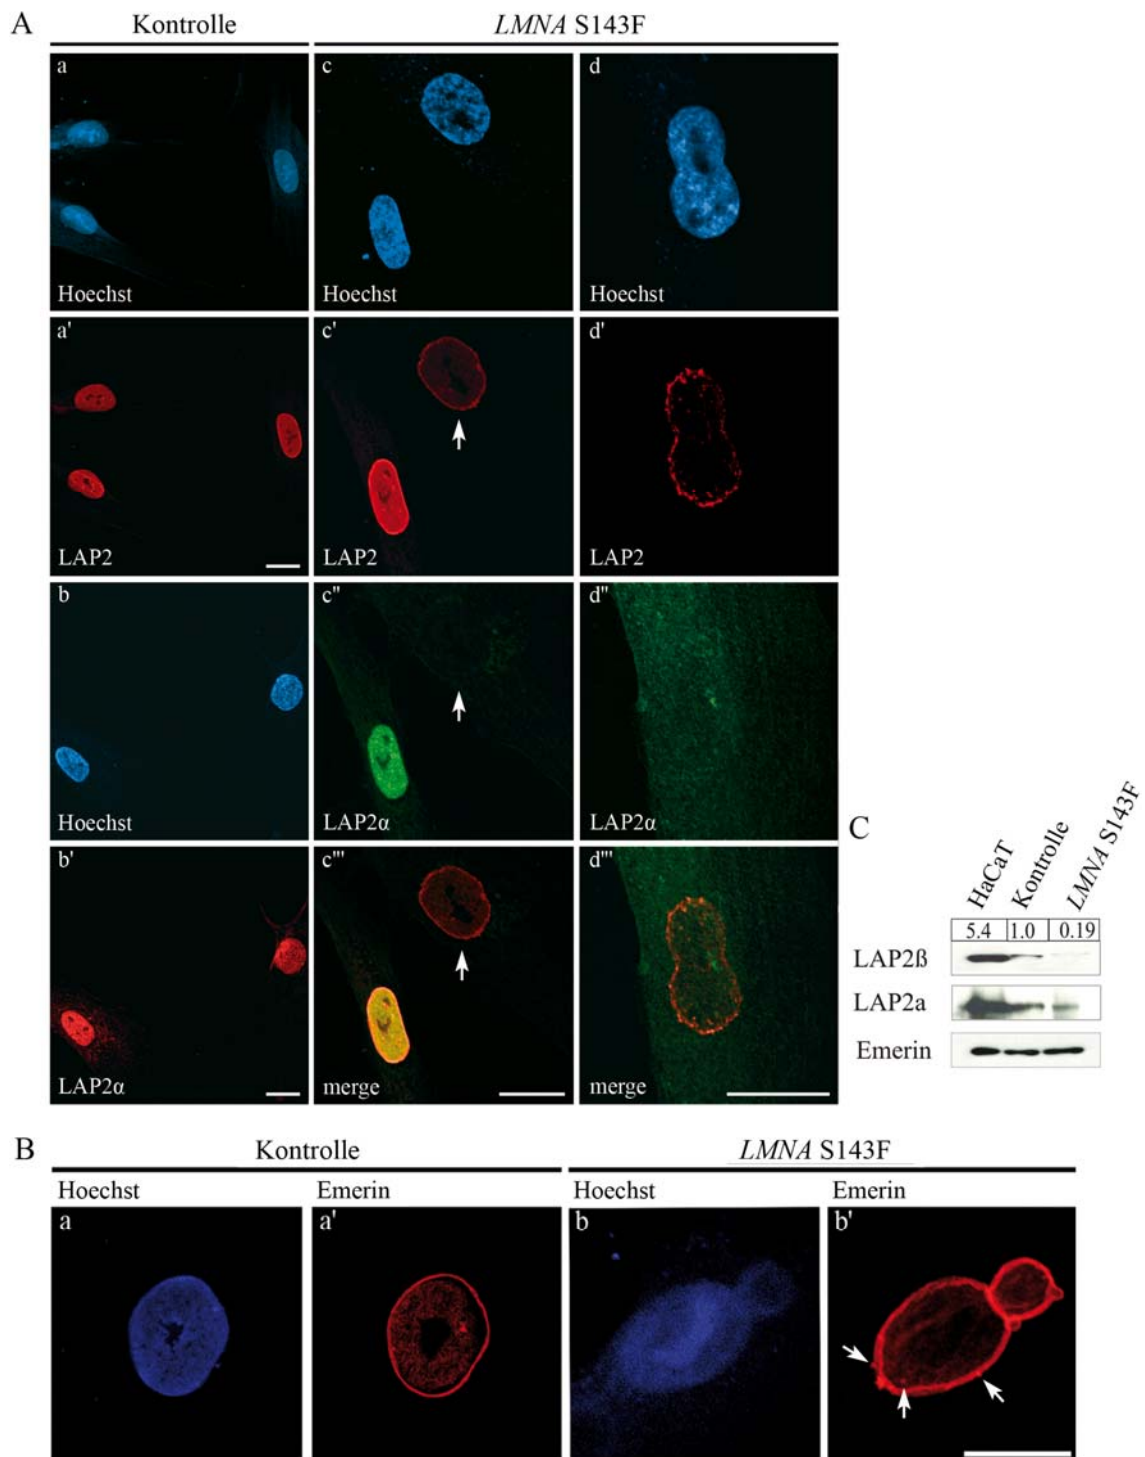 A
Kontrolle
LMNA S143F
a
Hoechst
c
Hoechst
d
Hoechst
a'
LAP2
c'
LAP2
d'
LAP2
b
Hoechst
c''
LAP2α
d''
LAP2α
b'
LAP2α
c'''
merge
d'''
merge
C
HaCaT
Kontrolle
LMNA S143F
5.4 1.0 0.19
LAP2ß
LAP2a
Emerin
B
Kontrolle
LMNA S143F
Hoechst
Emerin
Hoechst
Emerin
a
a'
b
b'